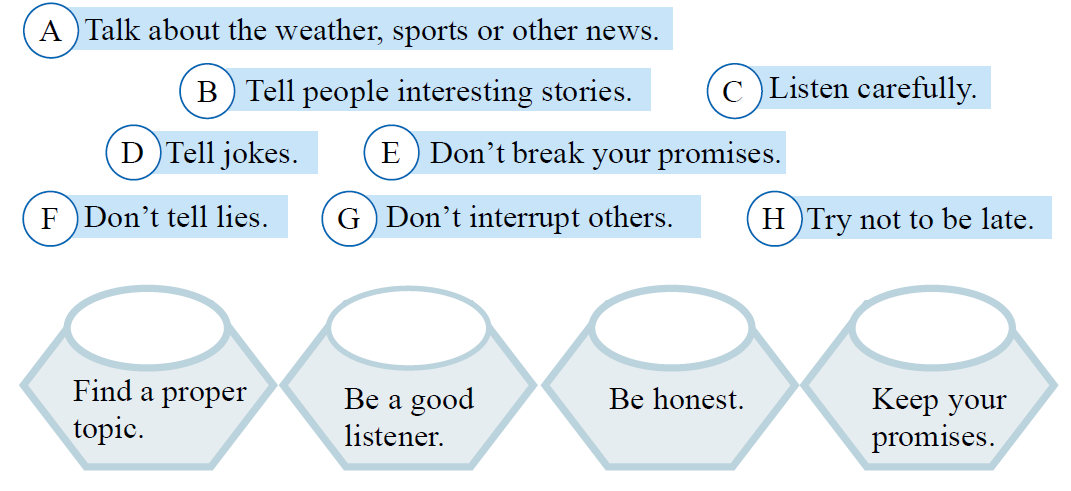 A Talk about the weather, sports or other news.
B Tell people interesting stories.
C Listen carefully.
D Tell jokes.
E Don’t break your promises.
F Don’t tell lies.
G Don’t interrupt others.
H Try not to be late.
Find a proper
topic.
Be a good
listener.
Be honest.
Keep your
promises.